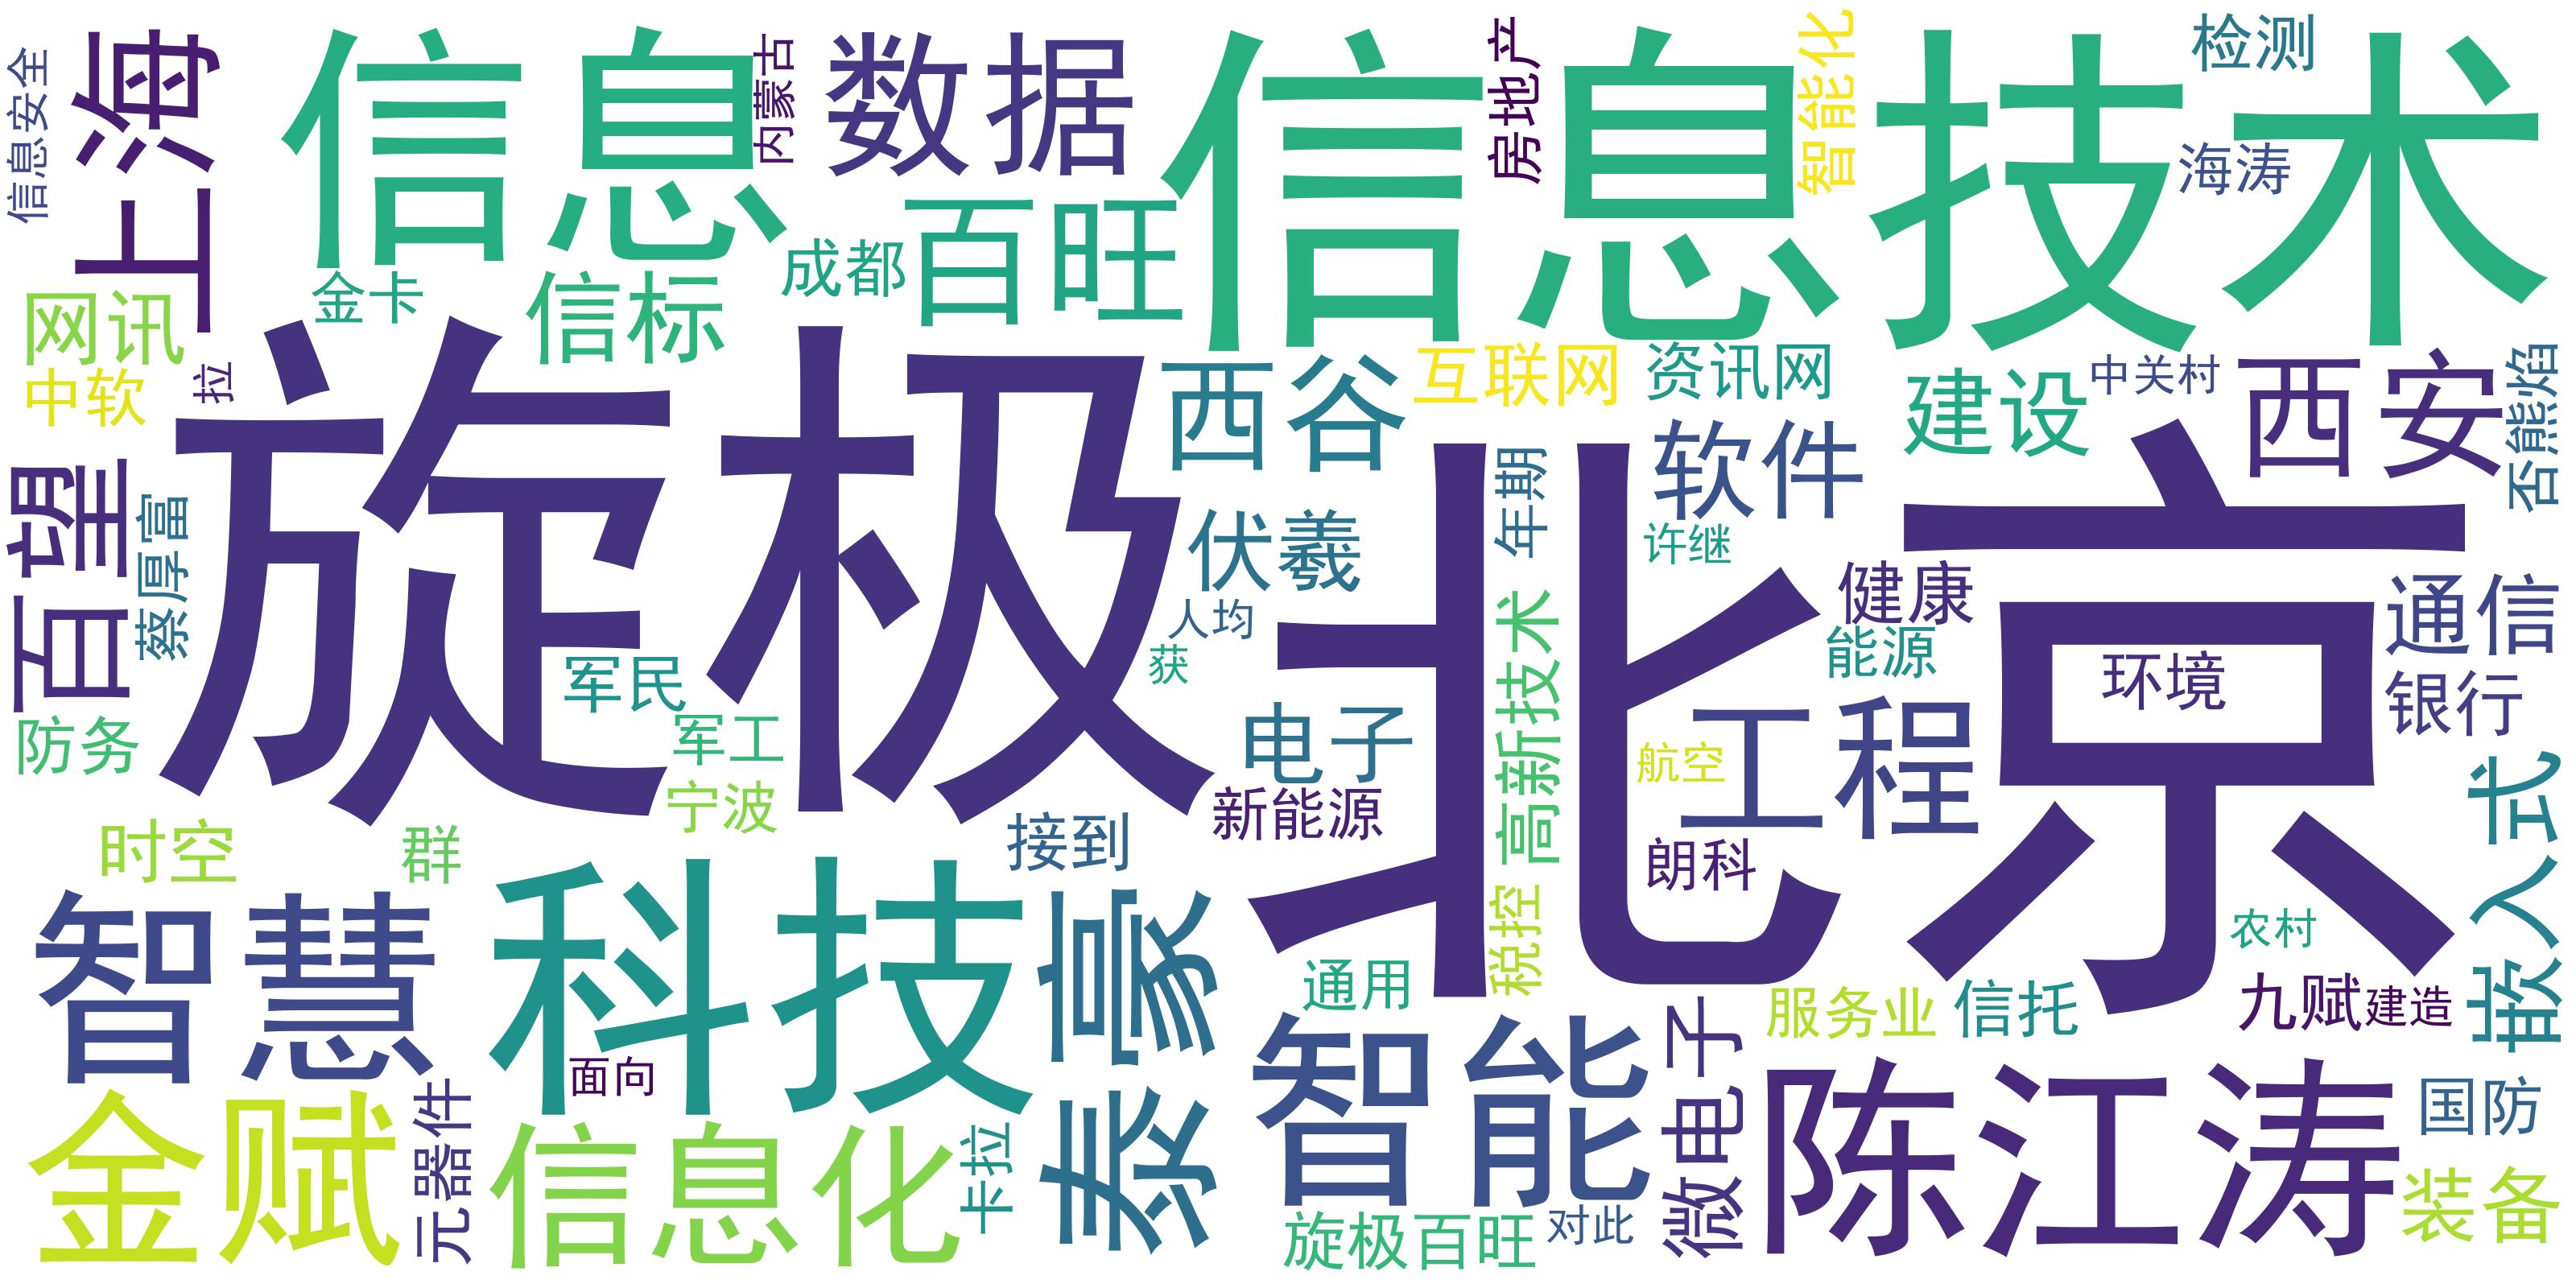 信息安全
上海
信息
内蒙古
数据
信息技术
房地产
智能化
检测
海涛
网讯
金卡
信标
成都
百旺
中软
拉
旋极
西谷
互联网
资讯网
建设
中关村
西安
否熊焰
百望
蔡厚富
伏羲
年期
软件
许继
北京
健康
通信
人均
获
军民
能源
环境
银行
防务
军工
宁波
电子
高新技术
航空
工程
嵌入式
时空
群
接到
新能源
朗科
智慧
科技
泰豪
税控
农村
通用
服务业
信托
九赋
建造
面向
智能
微电子
陈江涛
国防
金赋
元器件
信息化
卡拉
旋极百旺
对此
装备